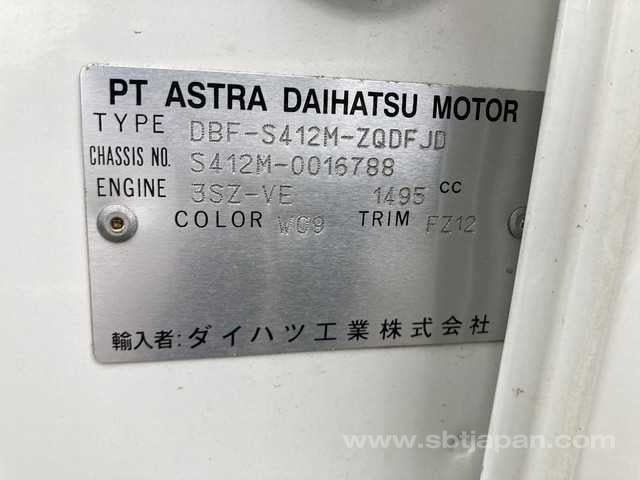 PT ASTRA DAIHATSU MOTOR
TYPE DBF-S412M-ZQDFJD
CHASSIS NO. S412M-0016788
ENGINE 3SZ-VE 1495 CC
COLOR WC9 TRIM FZ12
輸入者:ダイハツ工業株式会社
www.sbtjapan.com